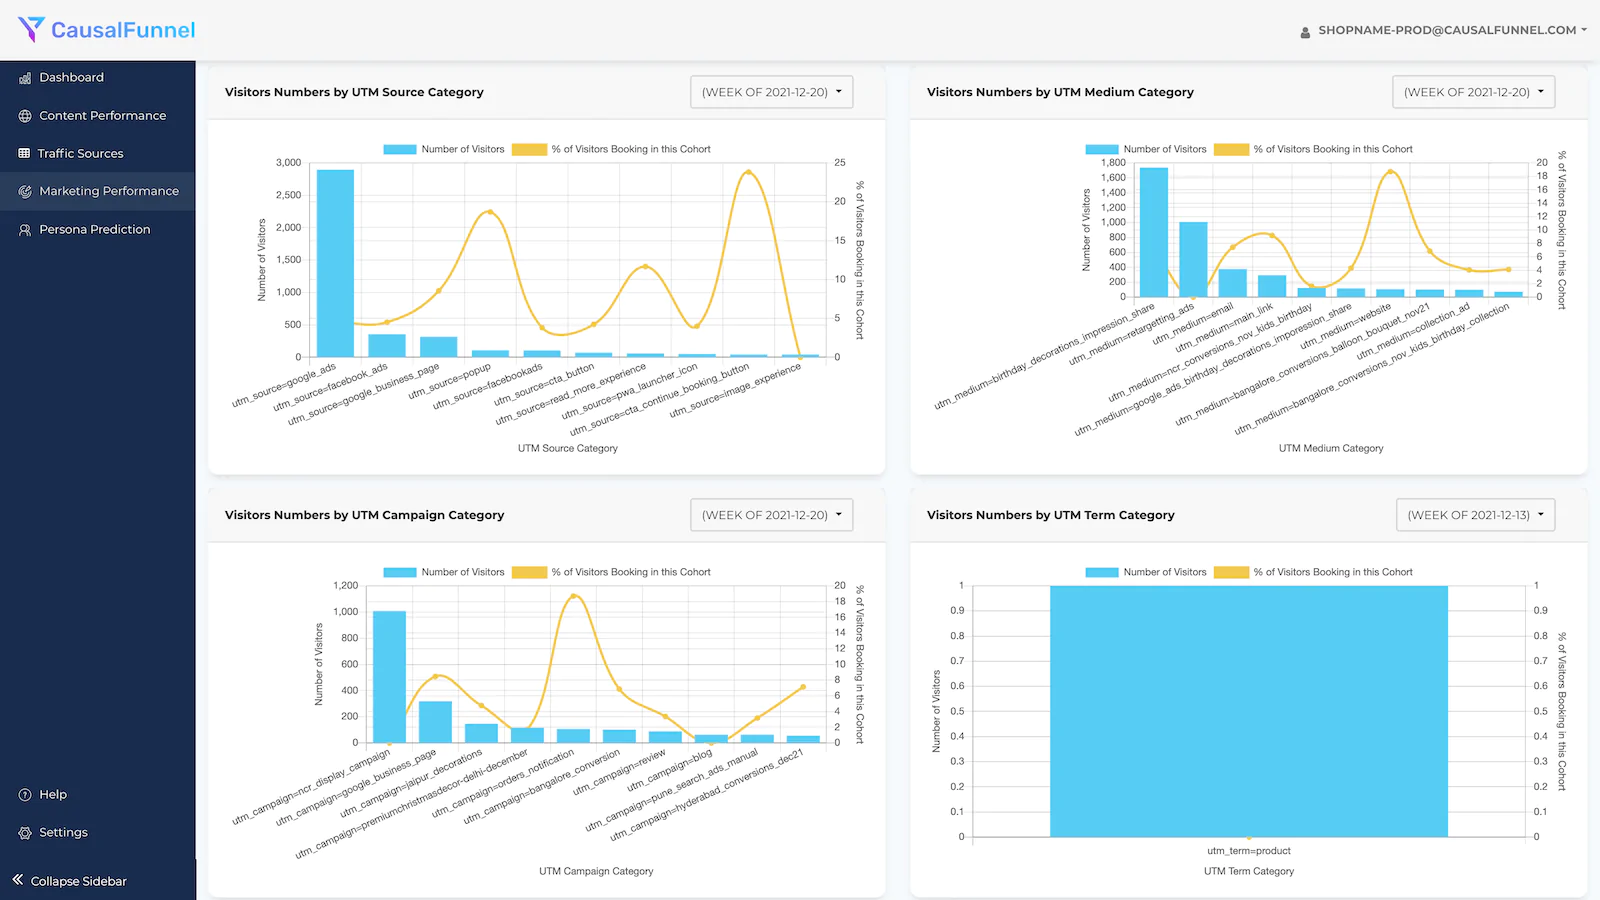 CausalFunnel
SHOPNAME-PROD@CAUSALFUNNEL.COM
Dashboard
Content Performance
Traffic Sources
Marketing Performance
Persona Prediction
Help
Settings
Collapse Sidebar
Visitors Numbers by UTM Source Category
(WEEK OF 2021-12-20)
Number of Visitors
% of Visitors Booking in this Cohort
3,000
2,500
2,000
1,500
1,000
500
0
Number of Visitors
25
20
15
10
5
0
% of Visitors Booking in this Cohort
utm_source=google_ads
utm_source=facebook_ads
utm_source=google_business_page
utm_source=popup
utm_source=facebookads
utm_source=cta_button
utm_source=read_more_experience
utm_source=pwa_launcher_icon
utm_source=cta_continue_booking_button
utm_source=image_experience
UTM Source Category
Visitors Numbers by UTM Medium Category
(WEEK OF 2021-12-20)
Number of Visitors
% of Visitors Booking in this Cohort
1,800
1,600
1,400
1,200
1,000
800
600
400
200
0
Number of Visitors
20
18
16
14
12
10
8
6
4
2
0
% of Visitors Booking in this Cohort
utm_medium=birthday_decorations_impression_share
utm_medium=retargetting_ads
utm_medium=email
utm_medium=main_link
utm_medium=ncr_conversions_nov_kids_birthday
utm_medium=google_ads_birthday_decorations_imporession_share
utm_medium=website
utm_medium=bangalore_conversions_balloon_bouquet_nov21
utm_medium=collection_ad
utm_medium=bangalore_conversions_nov_kids_birthday_collection
UTM Medium Category
Visitors Numbers by UTM Campaign Category
(WEEK OF 2021-12-20)
Number of Visitors
% of Visitors Booking in this Cohort
1,200
1,000
800
600
400
200
0
Number of Visitors
20
18
16
14
12
10
8
6
4
2
0
% of Visitors Booking in this Cohort
utm_campaign=ncr_display_campaign
utm_campaign=google_business_page
utm_campaign=jaipur_decorations
utm_campaign=premiumchristmasdecor-delhi-december
utm_campaign=orders_notification
utm_campaign=bangalore_conversion
utm_campaign=review
utm_campaign=blog
utm_campaign=pune_search_ads_manual
utm_campaign=hyderabad_conversions_dec21
UTM Campaign Category
Visitors Numbers by UTM Term Category
(WEEK OF 2021-12-13)
Number of Visitors
% of Visitors Booking in this Cohort
1
0.9
0.8
0.7
0.6
0.5
0.4
0.3
0.2
0.1
0
Number of Visitors
1
0.9
0.8
0.7
0.6
0.5
0.4
0.3
0.2
0.1
0
% of Visitors Booking in this Cohort
utm_term=product
UTM Term Category